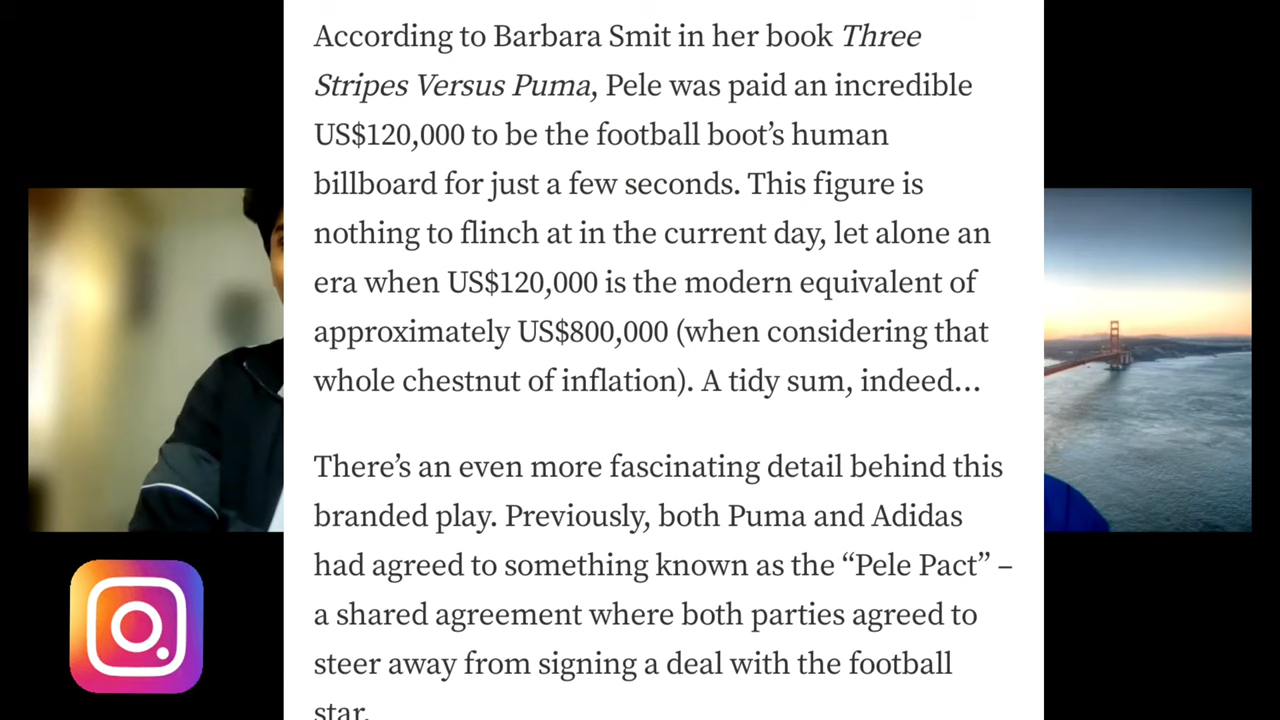 According to Barbara Smit in her book Three
Stripes Versus Puma, Pele was paid an incredible
US$120,000 to be the football boot’s human
billboard for just a few seconds. This figure is
nothing to flinch at in the current day, let alone an
era when US$120,000 is the modern equivalent of
approximately US$800,000 (when considering that
whole chestnut of inflation). A tidy sum, indeed…
There’s an even more fascinating detail behind this
branded play. Previously, both Puma and Adidas
had agreed to something known as the “Pele Pact” –
a shared agreement where both parties agreed to
steer away from signing a deal with the football
star.